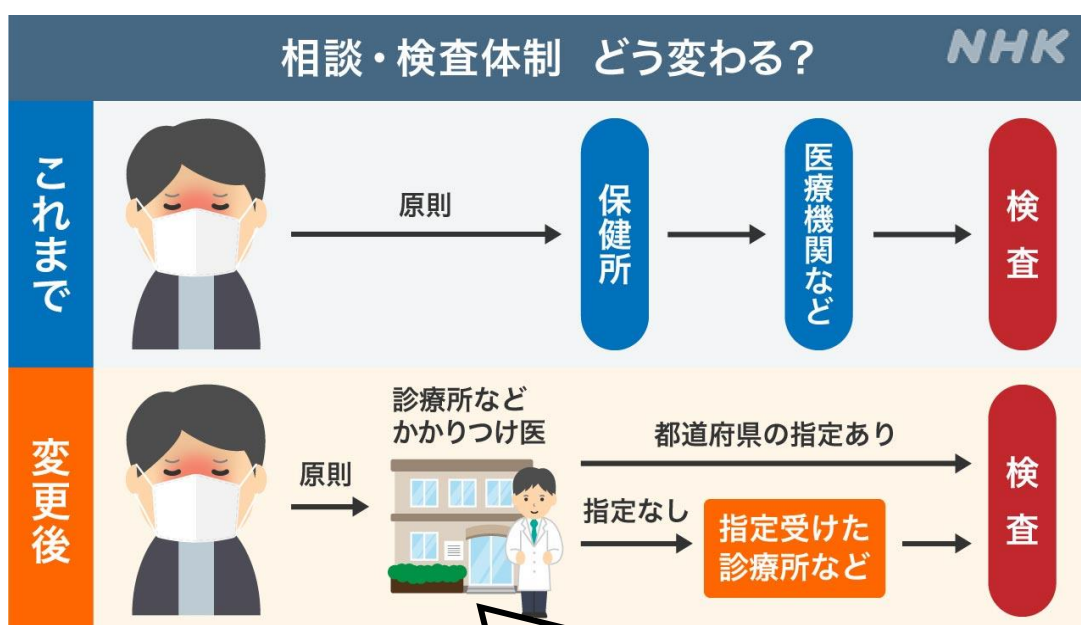 相談・検査体制 どう変わる？
NHK
これまで
原則
保健所
医療機関など
検査
変更後
原則
診療所など
かかりつけ医
都道府県の指定あり
指定なし
指定受けた
診療所など
検査